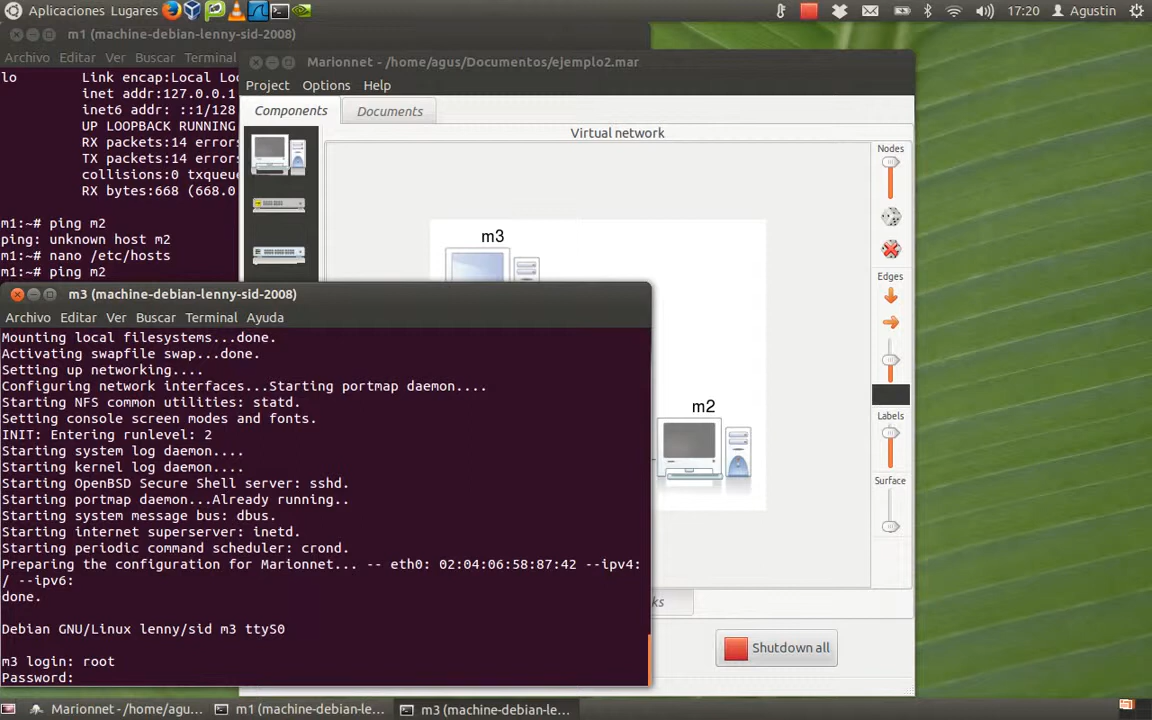 Aplicaciones Lugares
17:20
Agustin
m1 (machine-debian-lenny-sid-2008)
Archivo Editar Ver Buscar Terminal
lo Link encap:Local Lo
inet addr:127.0.0.1
inet6 addr: ::1/128
UP LOOPBACK RUNNING
RX packets:14 error
TX packets:14 error
collisions:0 txqueu
RX bytes:668 (668.0
m1:~# ping m2
ping: unknown host m2
m1:~# nano /etc/hosts
m1:~# ping m2
Marionnet - /home/agus/Documentos/ejemplo2.mar
Project Options Help
Components Documents
Virtual network
m3
m2
Nodes
Edges
Labels
Surface
ks
Shutdown all
m3 (machine-debian-lenny-sid-2008)
Archivo Editar Ver Buscar Terminal Ayuda
Mounting local filesystems...done.
Activating swapfile swap...done.
Setting up networking....
Configuring network interfaces...Starting portmap daemon....
Starting NFS common utilities: statd.
Setting console screen modes and fonts.
INIT: Entering runlevel: 2
Starting system log daemon....
Starting kernel log daemon....
Starting OpenBSD Secure Shell server: sshd.
Starting portmap daemon...Already running..
Starting system message bus: dbus.
Starting internet superserver: inetd.
Starting periodic command scheduler: crond.
Preparing the configuration for Marionnet... -- eth0: 02:04:06:58:87:42 --ipv4:
/ --ipv6:
done.
Debian GNU/Linux lenny/sid m3 ttyS0
m3 login: root
Password:
Marionnet - /home/agu...
m1 (machine-debian-le...
m3 (machine-debian-le...